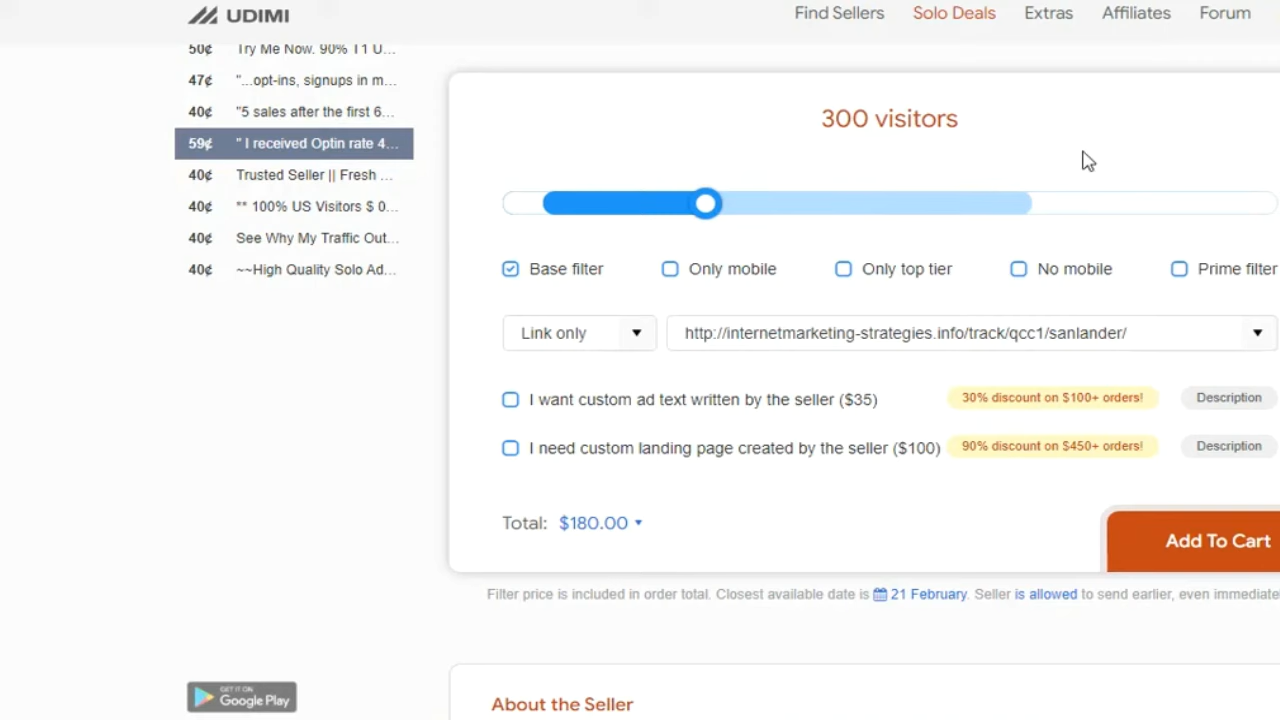 UDIMI
Find Sellers
Solo Deals
Extras
Affiliates
Forum
50¢ Try Me Now. 90% T1 U...
47¢ "...opt-ins, signups in m...
40¢ "5 sales after the first 6...
59¢ " I received Optin rate 4...
40¢ Trusted Seller || Fresh ...
40¢ ** 100% US Visitors $ 0...
40¢ See Why My Traffic Out...
40¢ ~~High Quality Solo Ad...
300 visitors
Base filter
Only mobile
Only top tier
No mobile
Prime filter
Link only
http://internetmarketing-strategies.info/track/qcc1/sanlander/
I want custom ad text written by the seller ($35)
30% discount on $100+ orders!
Description
I need custom landing page created by the seller ($100)
90% discount on $450+ orders!
Description
Total: $180.00
Add To Cart
Filter price is included in order total. Closest available date is 21 February. Seller is allowed to send earlier, even immediate
GET IT ON
Google Play
About the Seller